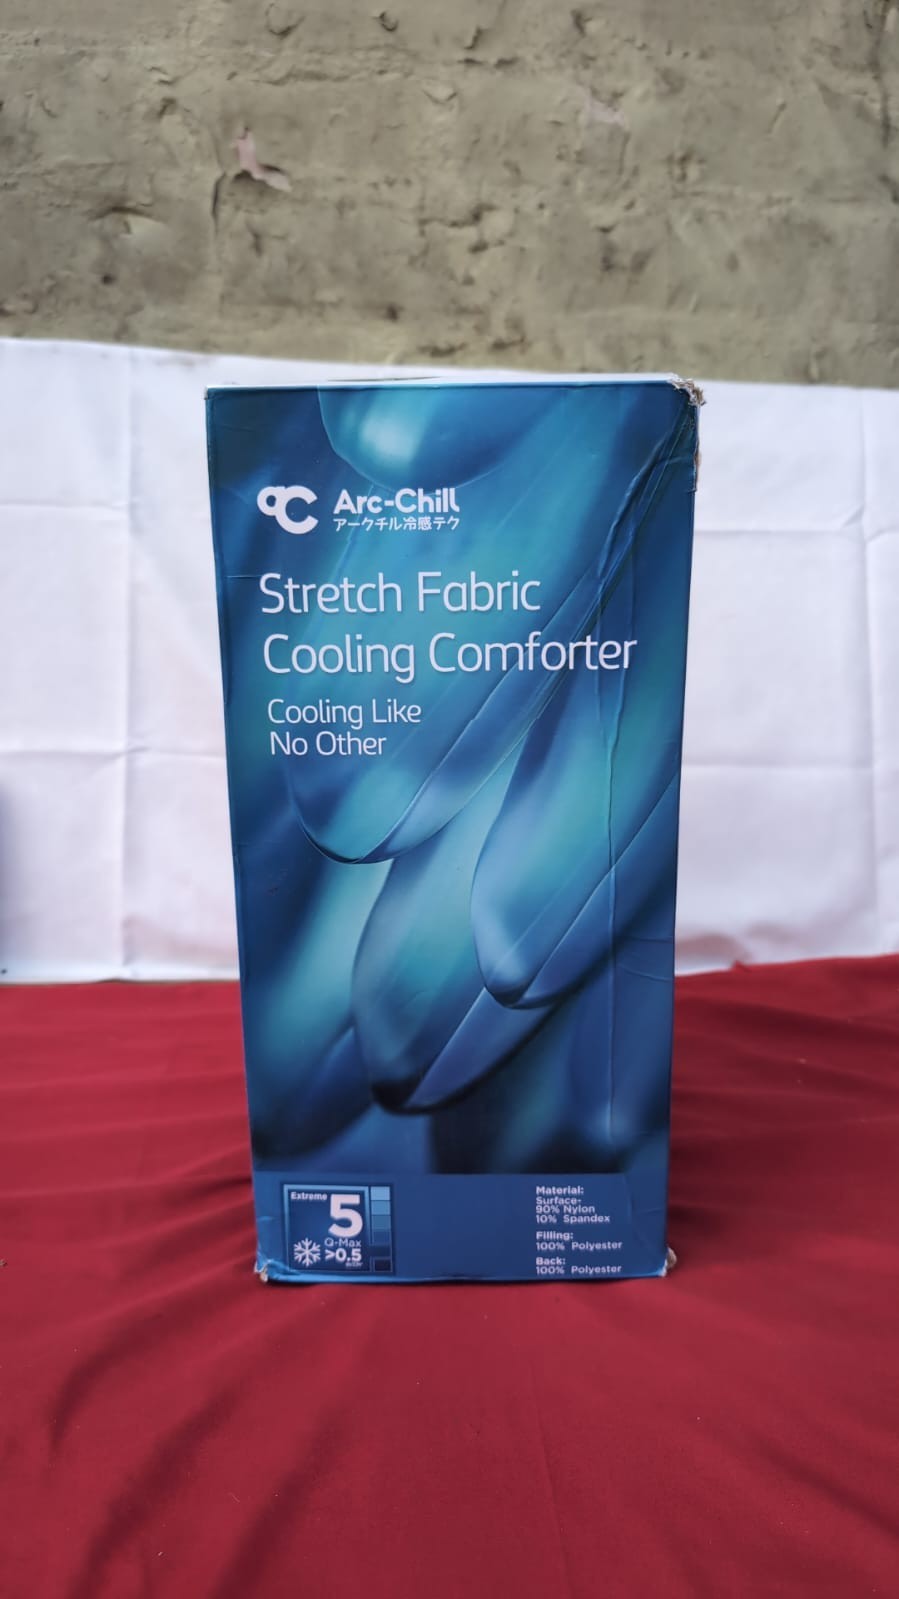 Arc-Chill
アークチル冷感テク
Stretch Fabric
Cooling Comforter
Cooling Like
No Other
Extreme
5
Q-Max
>0.5
Material:
Surface-
90% Nylon
10% Spandex
Filling:
100% Polyester
Back:
100% Polyester